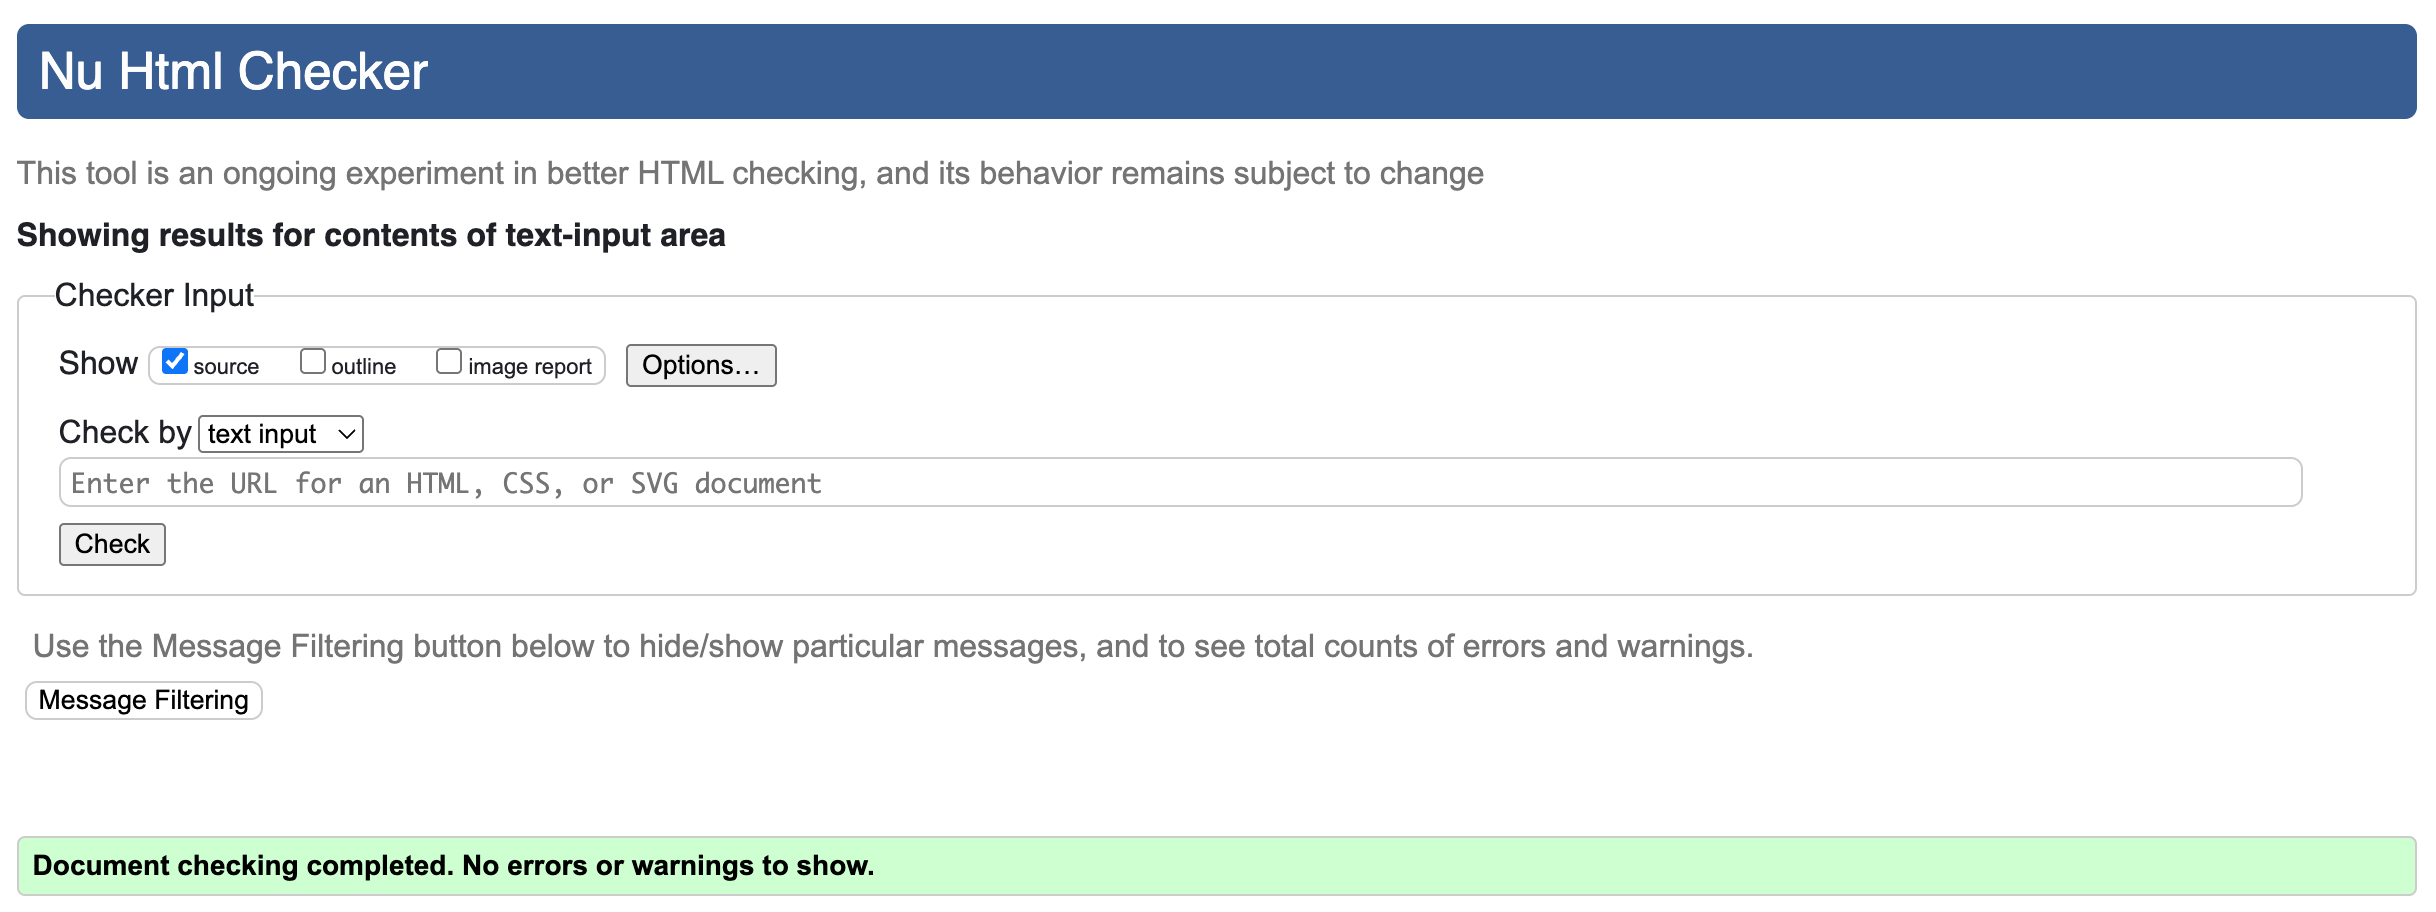 Nu Html Checker
This tool is an ongoing experiment in better HTML checking, and its behavior remains subject to change
Showing results for contents of text-input area
Checker Input
Show source outline image report Options…
Check by text input
Enter the URL for an HTML, CSS, or SVG document
Check
Use the Message Filtering button below to hide/show particular messages, and to see total counts of errors and warnings.
Message Filtering
Document checking completed. No errors or warnings to show.